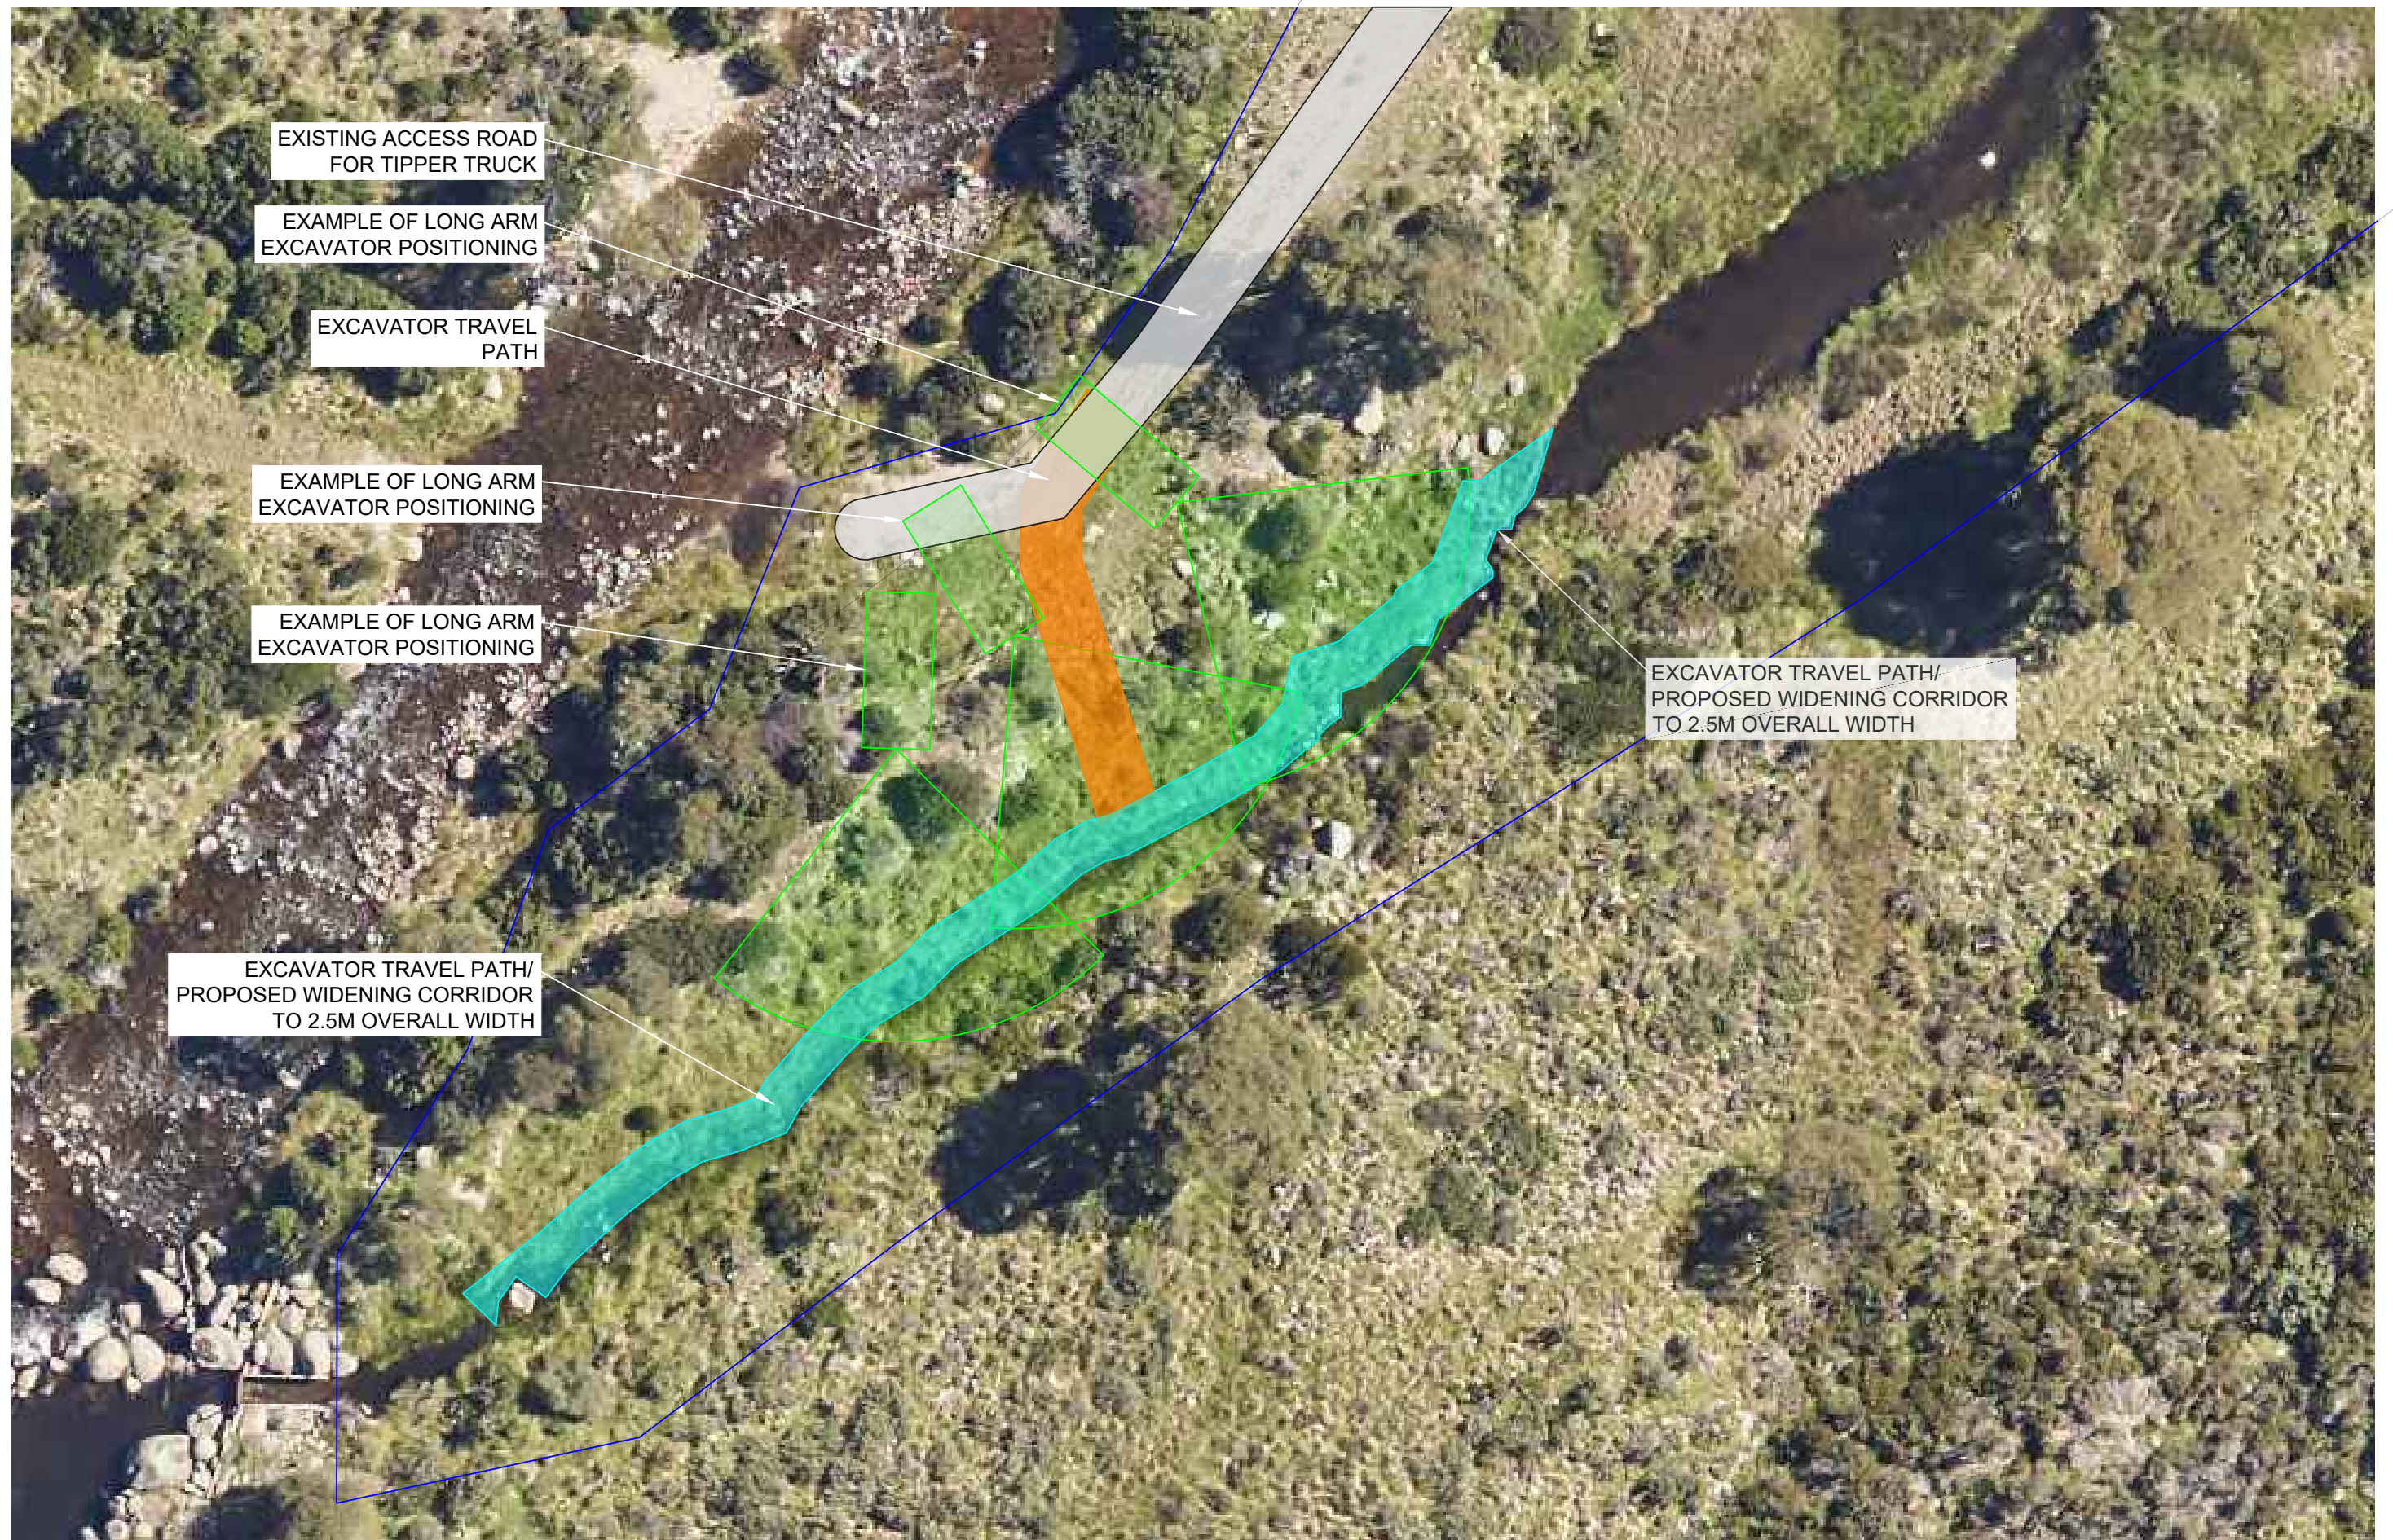 EXISTING ACCESS ROAD
FOR TIPPER TRUCK
EXAMPLE OF LONG ARM
EXCAVATOR POSITIONING
EXCAVATOR TRAVEL
PATH
EXAMPLE OF LONG ARM
EXCAVATOR POSITIONING
EXAMPLE OF LONG ARM
EXCAVATOR POSITIONING
EXCAVATOR TRAVEL PATH/
PROPOSED WIDENING CORRIDOR
TO 2.5M OVERALL WIDTH
EXCAVATOR TRAVEL PATH/
PROPOSED WIDENING CORRIDOR
TO 2.5M OVERALL WIDTH